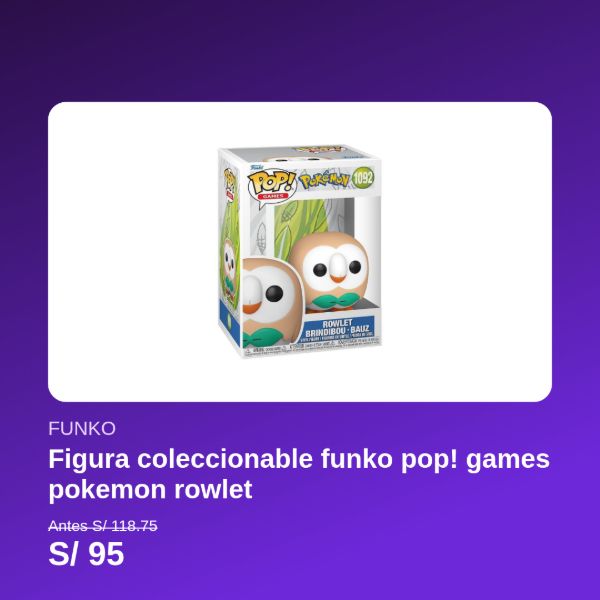 Funko
POP!
GAMES
POKÉMON
1092
ROWLET
BRINDIBOU • BAUZ
FUNKO
Figura coleccionable funko pop! games
pokemon rowlet
Antes S/ 118.75
S/ 95